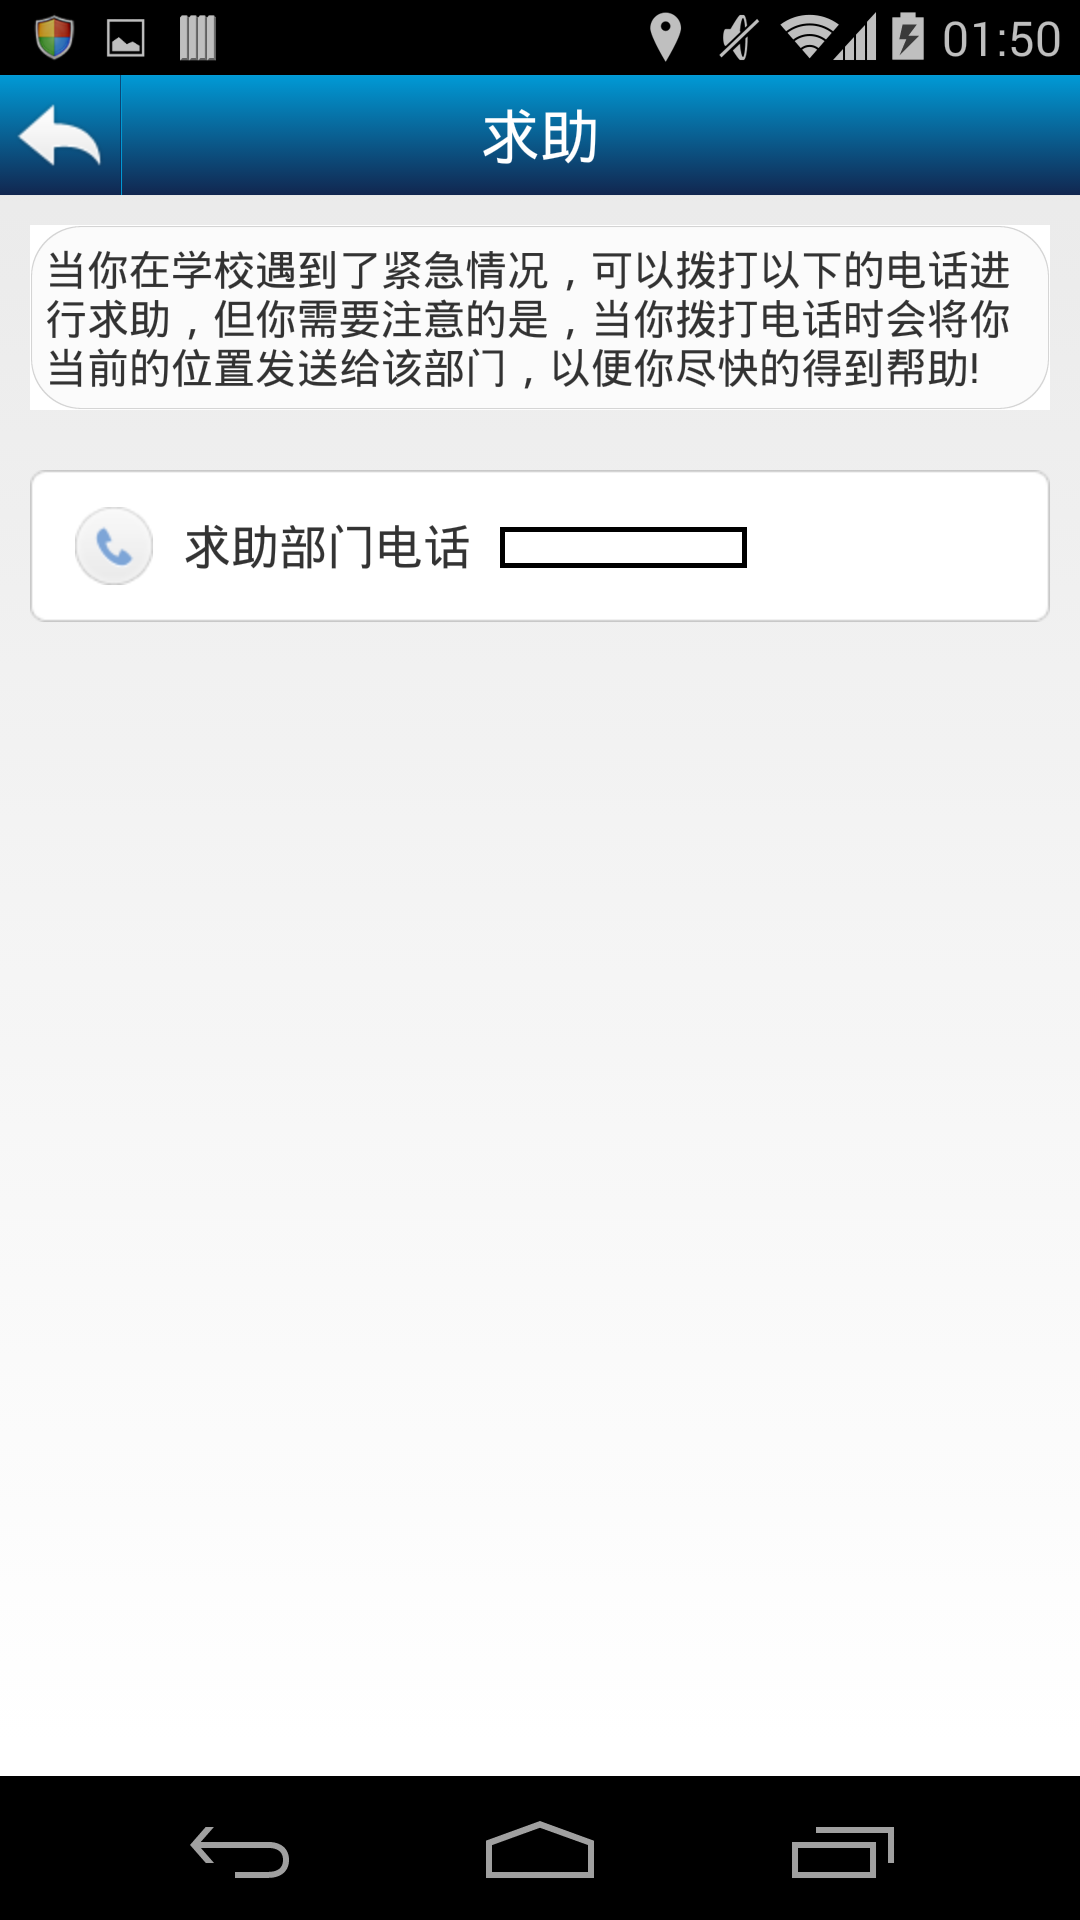 01:50
求助
当你在学校遇到了紧急情况，可以拨打以下的电话进
行求助，但你需要注意的是，当你拨打电话时会将你
当前的位置发送给该部门，以便你尽快的得到帮助!
求助部门电话